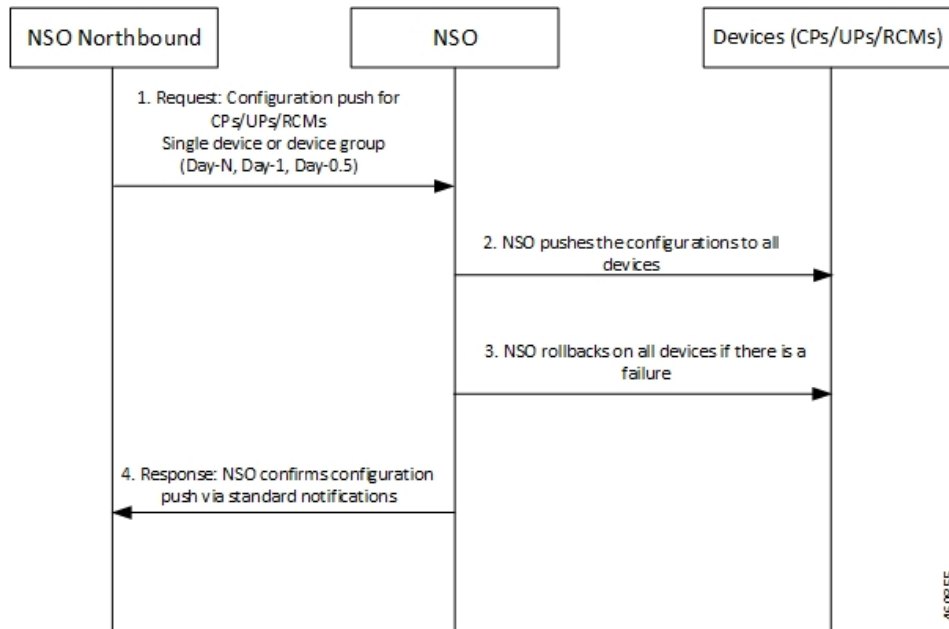 NSO Northbound
NSO
Devices (CPs/UPs/RCMs)
1. Request: Configuration push for
CPs/UPs/RCMs
Single device or device group
(Day-N, Day-1, Day-0.5)
2. NSO pushes the configurations to all
devices
3. NSO rollbacks on all devices if there is a
failure
4. Response: NSO confirms configuration
push via standard notifications